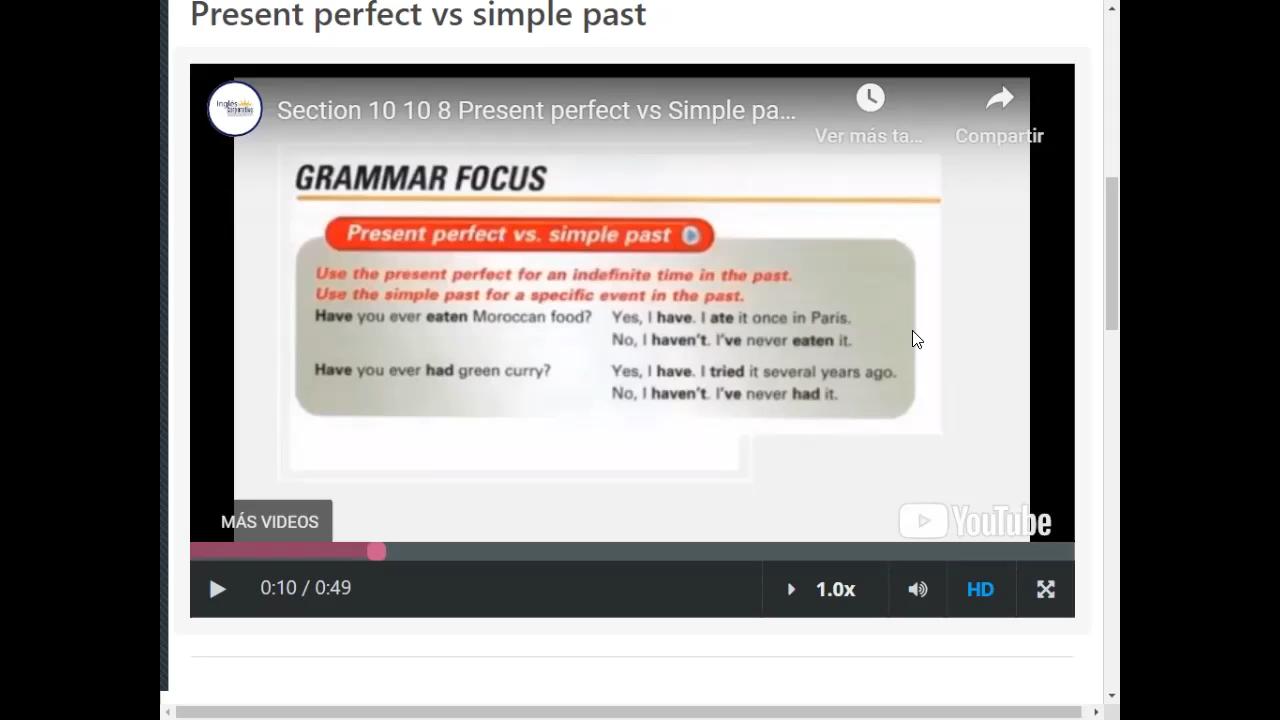 Present perfect vs simple past
Inglés
corporativo
Section 10 10 8 Present perfect vs Simple pa...
Ver más ta...
Compartir
GRAMMAR FOCUS
Present perfect vs. simple past
Use the present perfect for an indefinite time in the past.
Use the simple past for a specific event in the past.
Have you ever eaten Moroccan food? Yes, I have. I ate it once in Paris.
No, I haven't. I've never eaten it.
Have you ever had green curry? Yes, I have. I tried it several years ago.
No, I haven't. I've never had it.
MÁS VIDEOS
YouTube
0:10 / 0:49
1.0x
HD